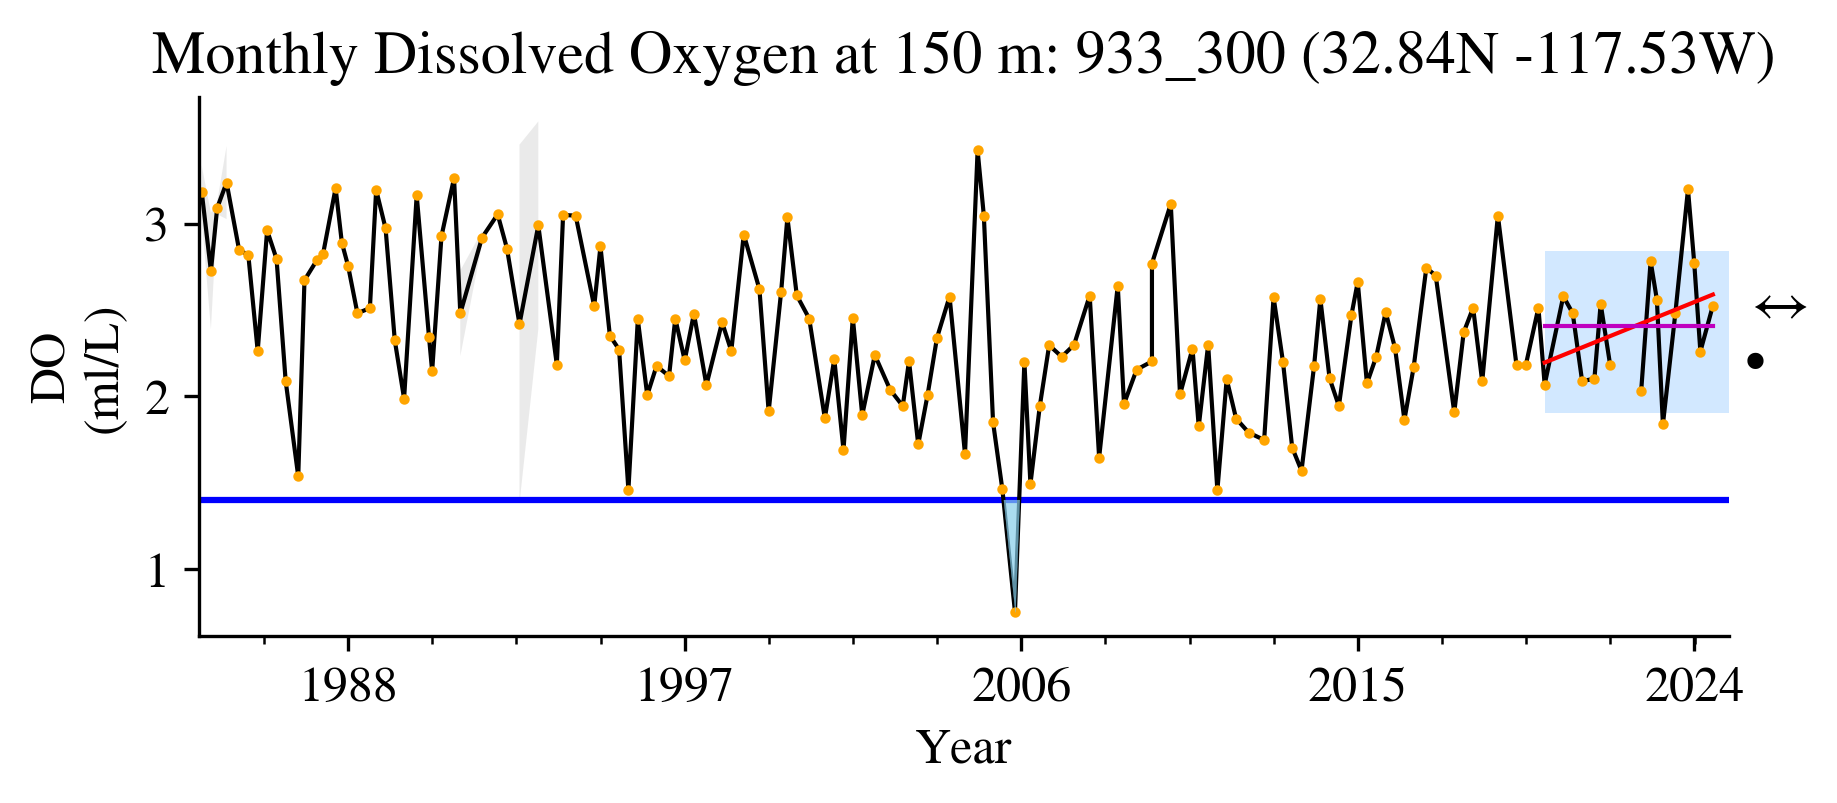 Monthly Dissolved Oxygen at 150 m: 933_300 (32.84N -117.53W)
DO
(ml/L)
3
2
1
1988
1997
2006
2015
2024
Year